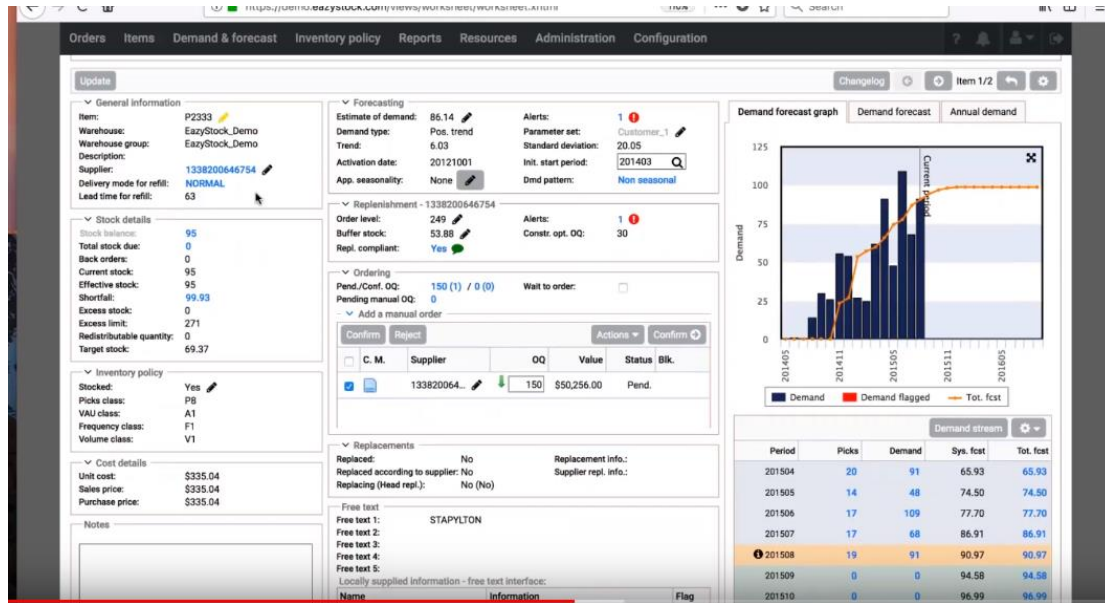 https://demo.eazystock.com/views/worksheet/worksheet.xhtml
110%
Search
Orders Items Demand & forecast Inventory policy Reports Resources Administration Configuration
Update
Changelog
Item 1/2
General information
Item: P2333
Warehouse: EazyStock_Demo
Warehouse group: EazyStock_Demo
Description:
Supplier: 1338200646754
Delivery mode for refill: NORMAL
Lead time for refill: 63
Stock details
Stock balance: 95
Total stock due: 0
Back orders: 0
Current stock: 95
Effective stock: 95
Shortfall: 99.93
Excess stock: 0
Excess limit: 271
Redistributable quantity: 0
Target stock: 69.37
Inventory policy
Stocked: Yes
Picks class: P8
VAU class: A1
Frequency class: F1
Volume class: V1
Cost details
Unit cost: $335.04
Sales price: $335.04
Purchase price: $335.04
Notes
Forecasting
Estimate of demand: 86.14 Alerts: 1
Demand type: Pos. trend Parameter set: Customer_1
Trend: 6.03 Standard deviation: 20.05
Activation date: 20121001 Init. start period: 201403
App. seasonality: None Dmd pattern: Non seasonal
Replenishment - 1338200646754
Order level: 249 Alerts: 1
Buffer stock: 53.88 Constr. opt. OQ: 30
Repl. compliant: Yes
Ordering
Pend./Conf. OQ: 150 (1) / 0 (0) Wait to order:
Pending manual OQ: 0
Add a manual order
Confirm Reject Actions Confirm
C. M. Supplier OQ Value Status Blk.
133820064... 150 $50,256.00 Pend.
Replacements
Replaced: No Replacement info.:
Replaced according to supplier: No Supplier repl. info.:
Replacing (Head repl.): No (No)
Free text
Free text 1: STAPYLTON
Free text 2:
Free text 3:
Free text 4:
Free text 5:
Locally supplied information - free text interface:
Name Information Flag
Demand forecast graph Demand forecast Annual demand
125
100
75
50
25
0
Demand
Current period
201405
201411
201505
201511
201605
Demand Demand flagged Tot. fcst
Demand stream
Period Picks Demand Sys. fcst Tot. fcst
201504 20 91 65.93 65.93
201505 14 48 74.50 74.50
201506 17 109 77.70 77.70
201507 17 68 86.91 86.91
201508 19 91 90.97 90.97
201509 0 0 94.58 94.58
201510 0 0 96.99 96.99